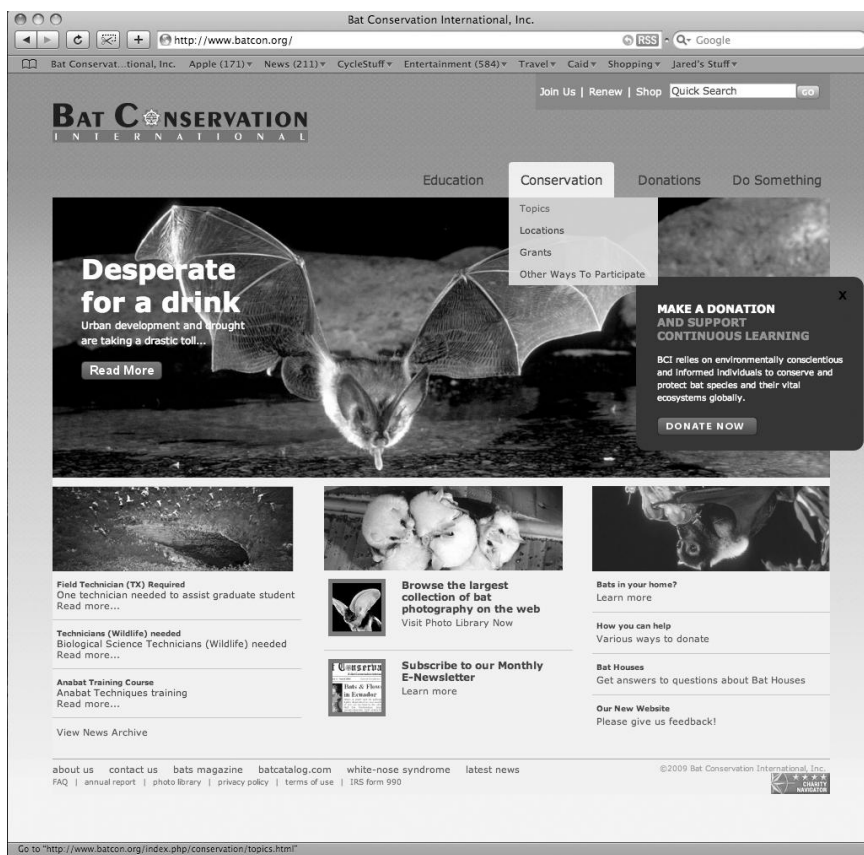 Bat Conservation International, Inc.
http://www.batcon.org/
RSS
Google
Bat Conservat...tional, Inc. Apple (171) News (211) CycleStuff Entertainment (584) Travel Caid Shopping Jared's Stuff
Join Us | Renew | Shop Quick Search GO
BAT CONSERVATION
INTERNATIONAL
Education Conservation Donations Do Something
Topics
Locations
Grants
Other Ways To Participate
Desperate
for a drink
Urban development and drought
are taking a drastic toll...
Read More
X
MAKE A DONATION
AND SUPPORT
CONTINUOUS LEARNING
BCI relies on environmentally conscientious
and informed individuals to conserve and
protect bat species and their vital
ecosystems globally.
DONATE NOW
Field Technician (TX) Required
One technician needed to assist graduate student
Read more...
Technicians (Wildlife) needed
Biological Science Technicians (Wildlife) needed
Read more...
Anabat Training Course
Anabat Techniques training
Read more...
View News Archive
Browse the largest
collection of bat
photography on the web
Visit Photo Library Now
Bats & Flow
in Ecuador
Subscribe to our Monthly
E-Newsletter
Learn more
Bats in your home?
Learn more
How you can help
Various ways to donate
Bat Houses
Get answers to questions about Bat Houses
Our New Website
Please give us feedback!
about us contact us bats magazine batcatalog.com white-nose syndrome latest news
FAQ | annual report | photo library | privacy policy | terms of use | IRS form 990
©2009 Bat Conservation International, Inc.
CHARITY
NAVIGATOR
Go to "http://www.batcon.org/index.php/conservation/topics.html"